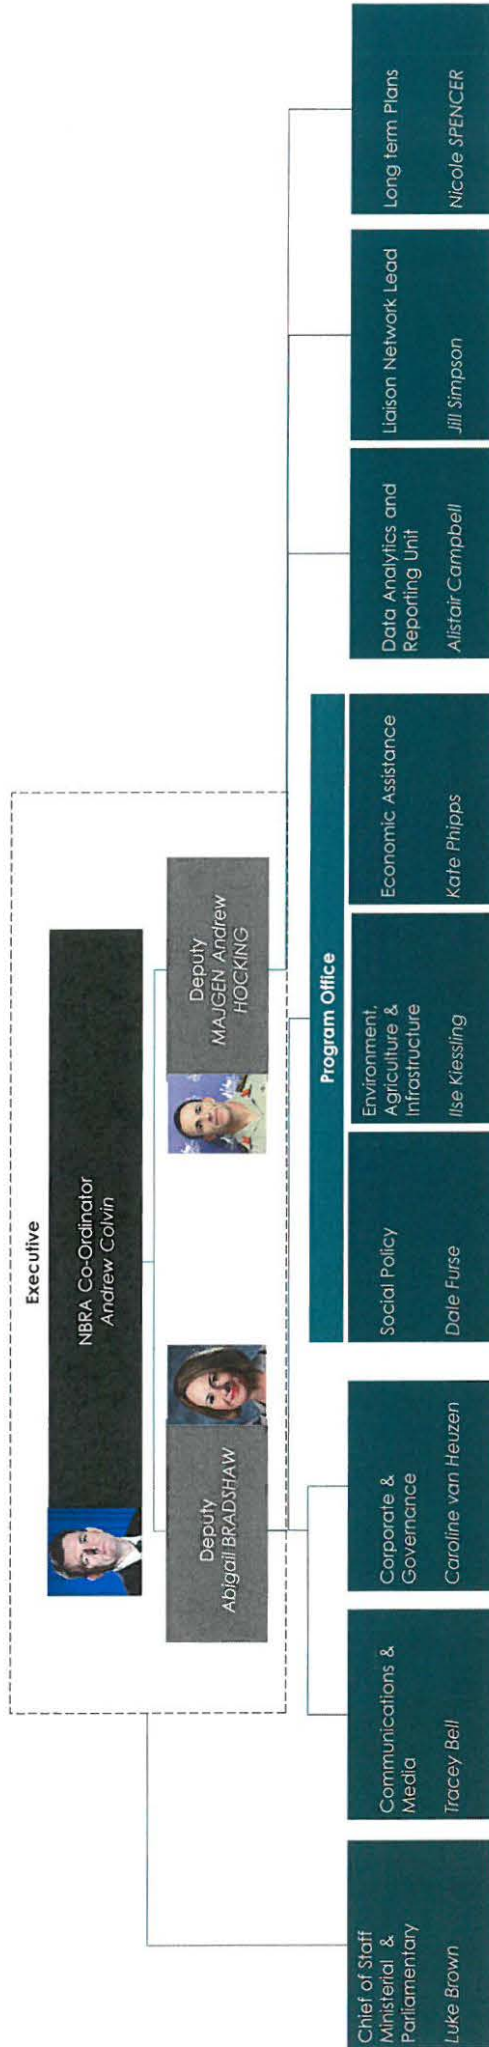 Executive
NBRA Co-Ordinator
Andrew Colvin
Deputy
Abigail BRADSHAW
Deputy
MAJGEN Andrew
HOCKING
Program Office
Chief of Staff
Ministerial &
Parliamentary
Luke Brown
Communications &
Media
Tracey Bell
Corporate &
Governance
Caroline van Heuzen
Social Policy
Dale Furse
Environment,
Agriculture &
Infrastructure
Ilse Kiessling
Economic Assistance
Kate Phipps
Data Analytics and
Reporting Unit
Alistair Campbell
Liaison Network Lead
Jill Simpson
Long term Plans
Nicole SPENCER